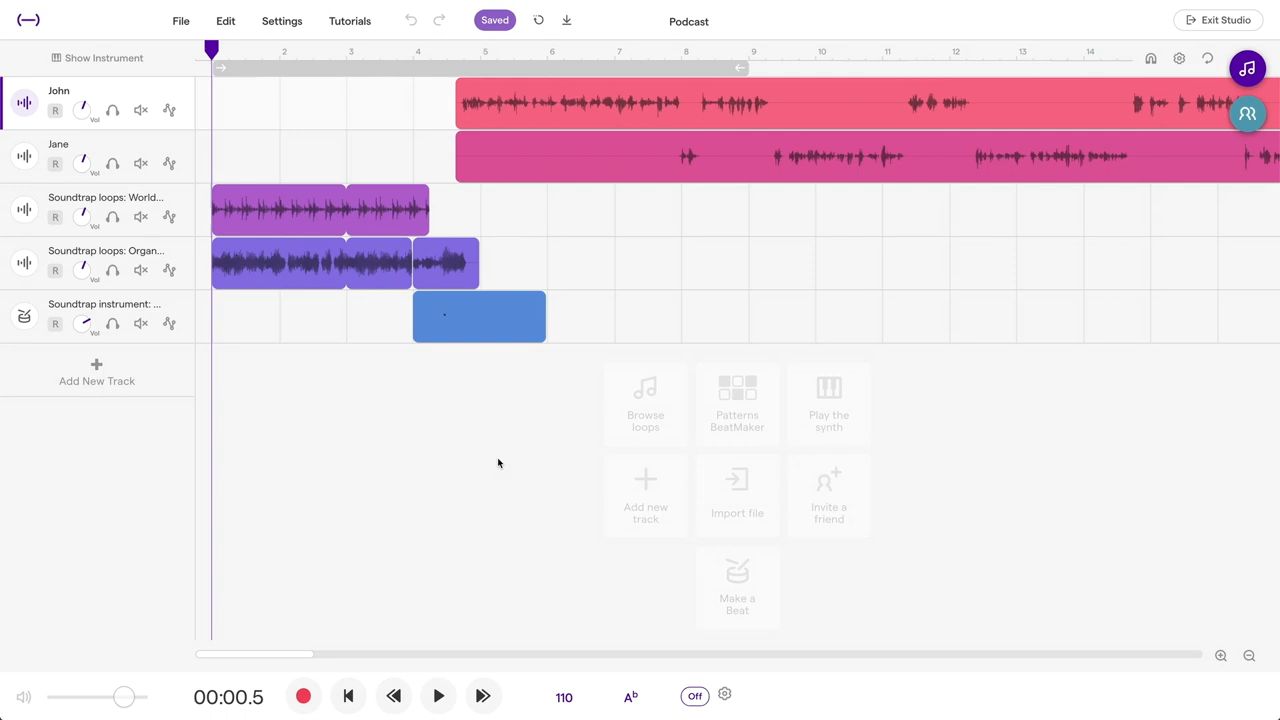 File Edit Settings Tutorials Saved Podcast Exit Studio
Show Instrument
2 3 4 5 6 7 8 9 10 11 12 13 14
John
R Vol
Jane
R Vol
Soundtrap loops: World...
R Vol
Soundtrap loops: Organ...
R Vol
Soundtrap instrument: ...
R Vol
Add New Track
Browse
loops
Patterns
BeatMaker
Play the
synth
Add new
track
Import file
Invite a
friend
Make a
Beat
00:00.5 110 Ab Off